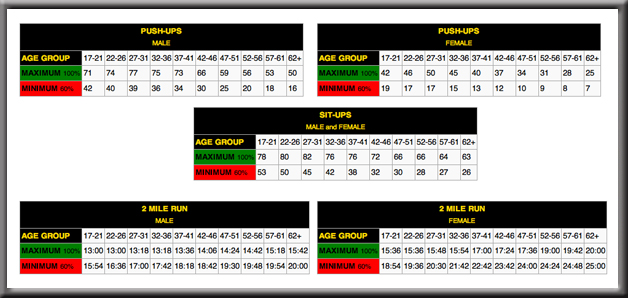 PUSH-UPS
MALE
AGE GROUP 17-21 22-26 27-31 32-36 37-41 42-46 47-51 52-56 57-61 62+
MAXIMUM 100% 71 74 77 75 73 66 59 56 53 50
MINIMUM 60% 42 40 39 36 34 30 25 20 18 16
PUSH-UPS
FEMALE
AGE GROUP 17-21 22-26 27-31 32-36 37-41 42-46 47-51 52-56 57-61 62+
MAXIMUM 100% 42 46 50 45 40 37 34 31 28 25
MINIMUM 60% 19 17 17 15 13 12 10 9 8 7
SIT-UPS
MALE and FEMALE
AGE GROUP 17-21 22-26 27-31 32-36 37-41 42-46 47-51 52-56 57-61 62+
MAXIMUM 100% 78 80 82 76 76 72 66 66 64 63
MINIMUM 60% 53 50 45 42 38 32 30 28 27 26
2 MILE RUN
MALE
AGE GROUP 17-21 22-26 27-31 32-36 37-41 42-46 47-51 52-56 57-61 62+
MAXIMUM 100% 13:00 13:00 13:18 13:18 13:36 14:06 14:24 14:42 15:18 15:42
MINIMUM 60% 15:54 16:36 17:00 17:42 18:18 18:42 19:30 19:48 19:54 20:00
2 MILE RUN
FEMALE
AGE GROUP 17-21 22-26 27-31 32-36 37-41 42-46 47-51 52-56 57-61 62+
MAXIMUM 100% 15:36 15:36 15:48 15:54 17:00 17:24 17:36 19:00 19:42 20:00
MINIMUM 60% 18:54 19:36 20:30 21:42 22:42 23:42 24:00 24:24 24:48 25:00